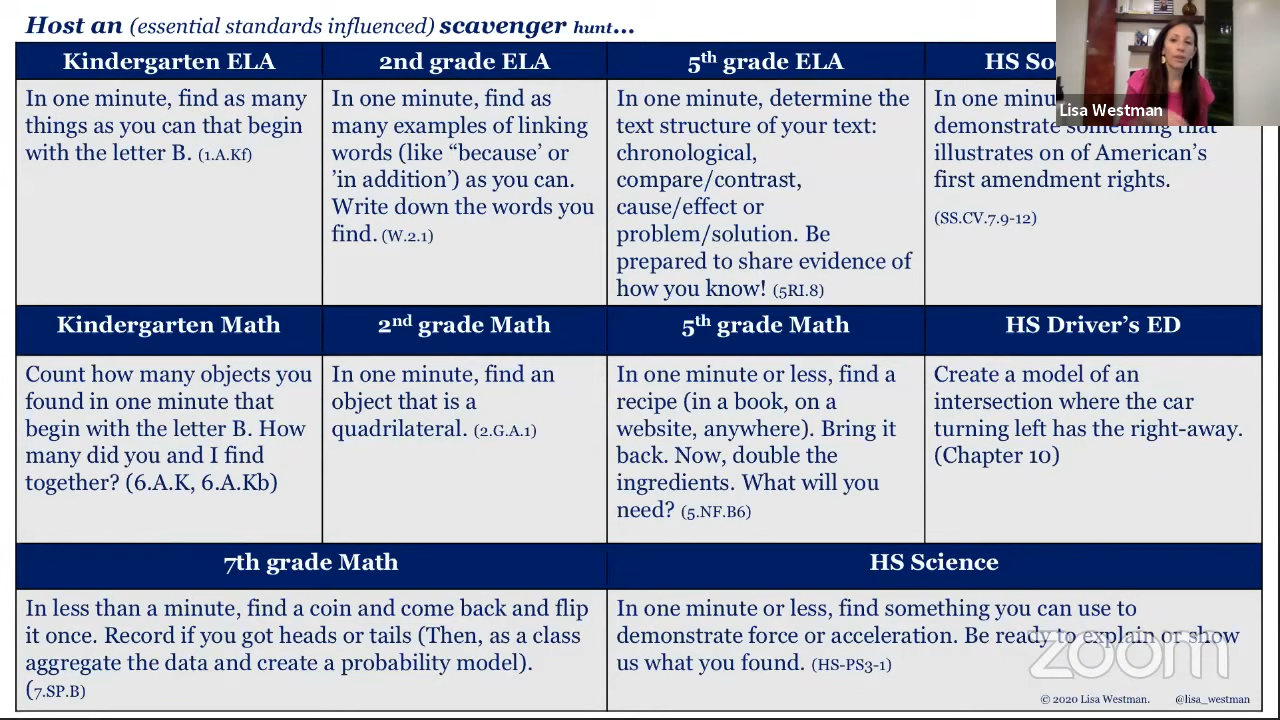 Host an (essential standards influenced) scavenger hunt...
Kindergarten ELA
In one minute, find as many
things as you can that begin
with the letter B. (1.A.Kf)
2nd grade ELA
In one minute, find as
many examples of linking
words (like “because’ or
’in addition’) as you can.
Write down the words you
find. (W.2.1)
5th grade ELA
In one minute, determine the
text structure of your text:
chronological,
compare/contrast,
cause/effect or
problem/solution. Be
prepared to share evidence of
how you know! (5RI.8)
HS
In one
demonstrate something that
illustrates on of American’s
first amendment rights.
(SS.CV.7.9-12)
Lisa Westman
Kindergarten Math
Count how many objects you
found in one minute that
begin with the letter B. How
many did you and I find
together? (6.A.K, 6.A.Kb)
2nd grade Math
In one minute, find an
object that is a
quadrilateral. (2.G.A.1)
5th grade Math
In one minute or less, find a
recipe (in a book, on a
website, anywhere). Bring it
back. Now, double the
ingredients. What will you
need? (5.NF.B6)
HS Driver’s ED
Create a model of an
intersection where the car
turning left has the right-away.
(Chapter 10)
7th grade Math
In less than a minute, find a coin and come back and flip
it once. Record if you got heads or tails (Then, as a class
aggregate the data and create a probability model).
(7.SP.B)
HS Science
In one minute or less, find something you can use to
demonstrate force or acceleration. Be ready to explain or show
us what you found. (HS-PS3-1)
zoom
© 2020 Lisa Westman. @lisa_westman